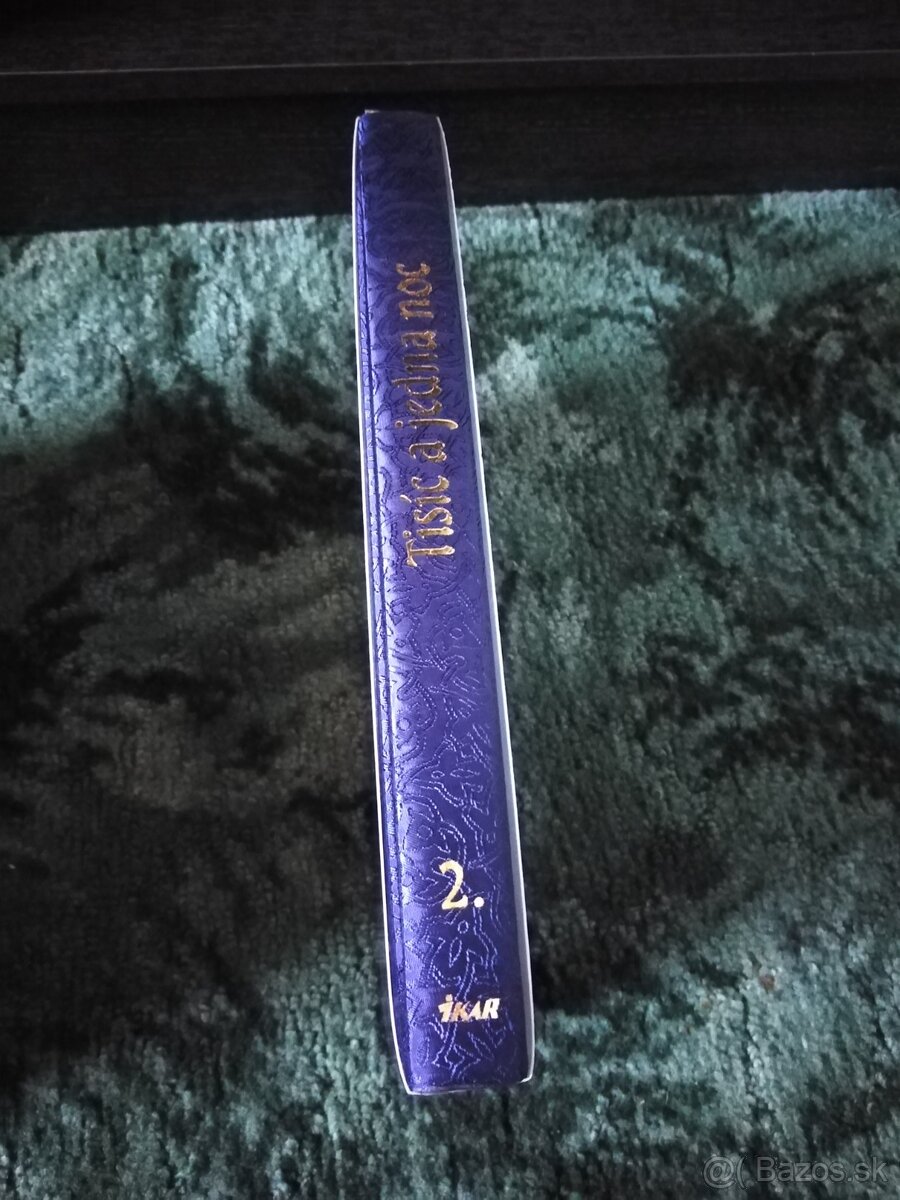 Tisíc a jedna noc
2.
iKAR
@( Bazos.sk